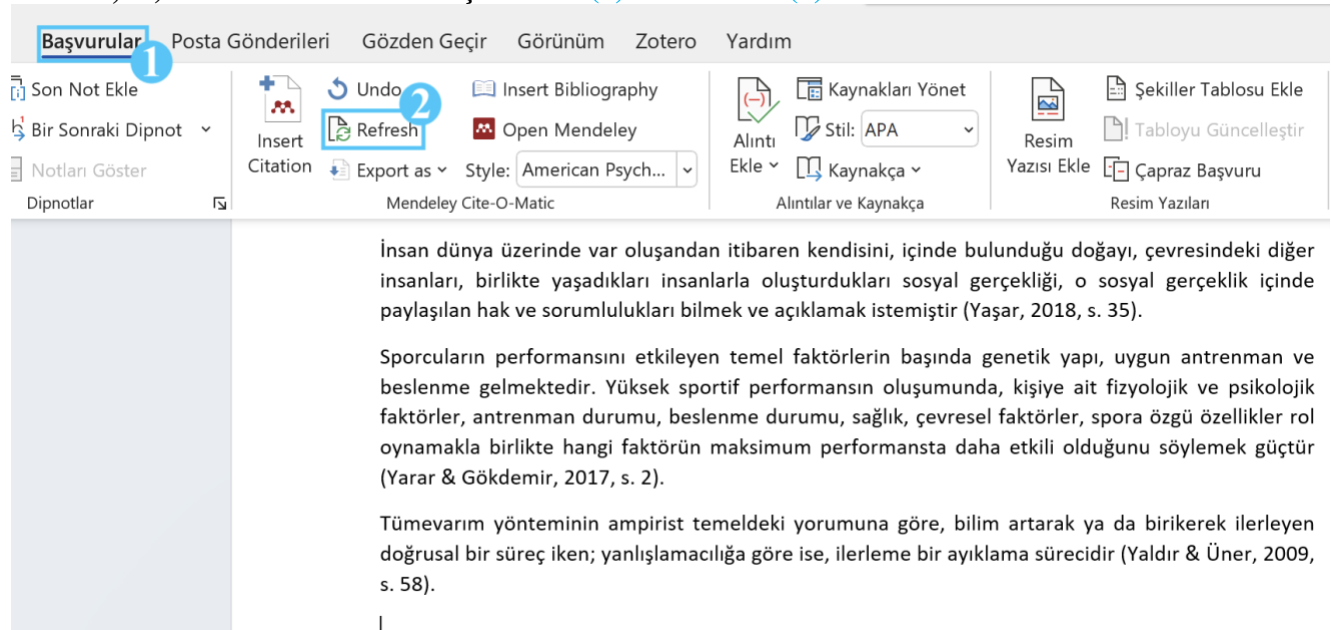 Başvurular Posta Gönderileri Gözden Geçir Görünüm Zotero Yardım
1
Son Not Ekle
Bir Sonraki Dipnot
Notları Göster
Dipnotlar
Insert
Citation
Undo
2
Refresh
Export as
Insert Bibliography
Open Mendeley
Style: American Psych...
Mendeley Cite-O-Matic
Alıntı
Ekle
Kaynakları Yönet
Stil: APA
Kaynakça
Alıntılar ve Kaynakça
Resim
Yazısı Ekle
Şekiller Tablosu Ekle
Tabloyu Güncelleştir
Çapraz Başvuru
Resim Yazıları
İnsan dünya üzerinde var oluşandan itibaren kendisini, içinde bulunduğu doğayı, çevresindeki diğer
insanları, birlikte yaşadıkları insanlarla oluşturdukları sosyal gerçekliği, o sosyal gerçeklik içinde
paylaşılan hak ve sorumlulukları bilmek ve açıklamak istemiştir (Yaşar, 2018, s. 35).
Sporcuların performansını etkileyen temel faktörlerin başında genetik yapı, uygun antrenman ve
beslenme gelmektedir. Yüksek sportif performansın oluşumunda, kişiye ait fizyolojik ve psikolojik
faktörler, antrenman durumu, beslenme durumu, sağlık, çevresel faktörler, spora özgü özellikler rol
oynamakla birlikte hangi faktörün maksimum performansta daha etkili olduğunu söylemek güçtür
(Yarar & Gökdemir, 2017, s. 2).
Tümevarım yönteminin ampirist temeldeki yorumuna göre, bilim artarak ya da birikerek ilerleyen
doğrusal bir süreç iken; yanlışlamacılığa göre ise, ilerleme bir ayıklama sürecidir (Yaldır & Üner, 2009,
s. 58).